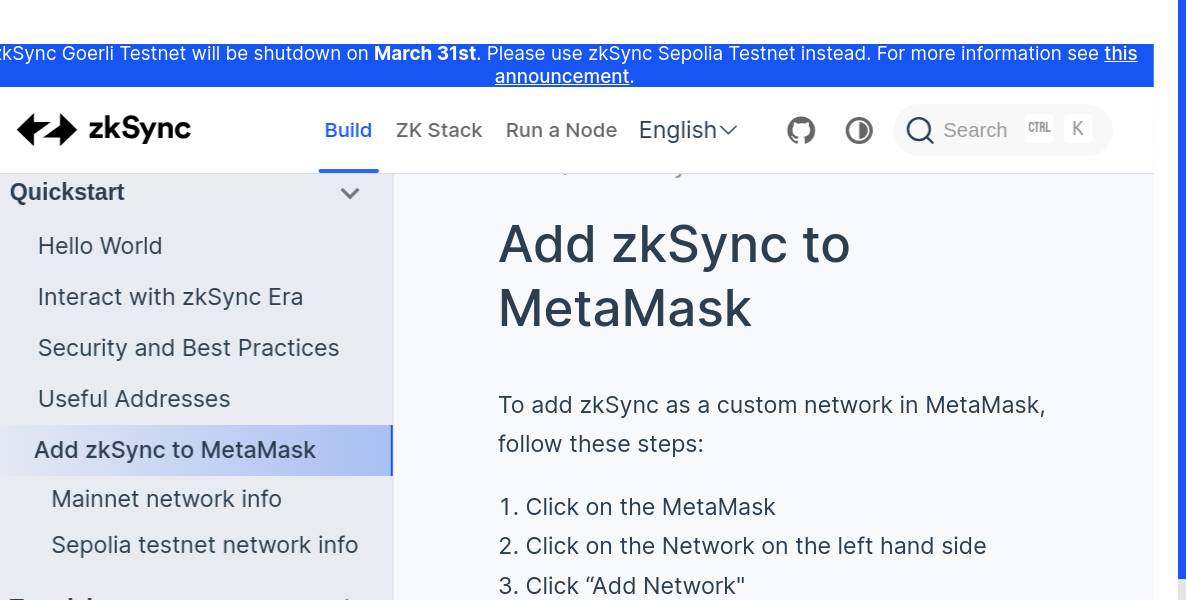 zkSync Goerli Testnet will be shutdown on March 31st. Please use zkSync Sepolia Testnet instead. For more information see this
announcement.
zkSync
Build
ZK Stack
Run a Node
English
Search
CTRL
K
Quickstart
Hello World
Interact with zkSync Era
Security and Best Practices
Useful Addresses
Add zkSync to MetaMask
Mainnet network info
Sepolia testnet network info
Add zkSync to
MetaMask
To add zkSync as a custom network in MetaMask,
follow these steps:
1. Click on the MetaMask
2. Click on the Network on the left hand side
3. Click “Add Network"